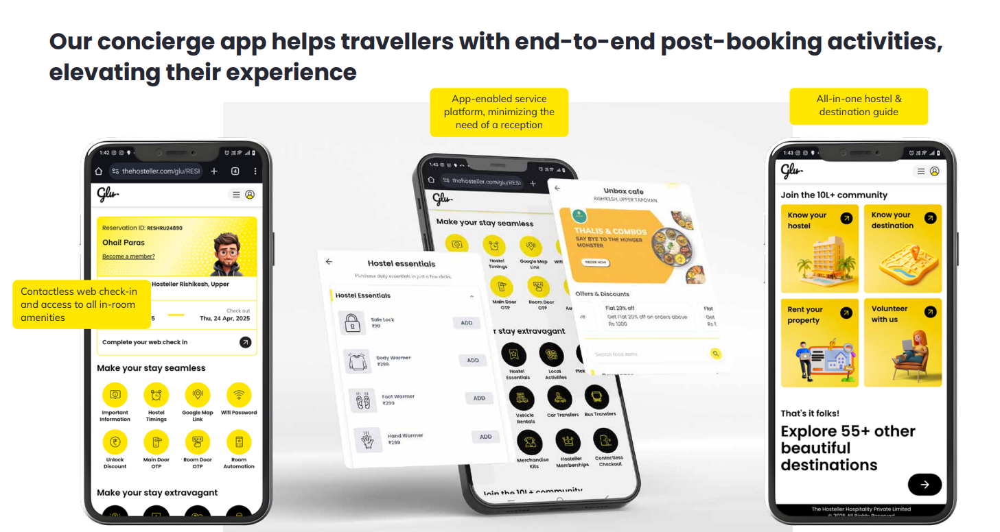 Our concierge app helps travellers with end-to-end post-booking activities,
elevating their experience
App-enabled service
platform, minimizing the
need of a reception
All-in-one hostel &
destination guide
Contactless web check-in
and access to all in-room
amenities
1:42
thehosteller.com/glu/RESH
4
Glu
Reservation ID: RESHRU24890
Ohai! Paras
Become a member?
Hosteller Rishikesh, Upper
Check out
5
Thu, 24 Apr, 2025
Complete your web check in
Make your stay seamless
Important
Information
Hostel
Timings
Google Map
Link
Wifi Password
Unlock
Discount
Main Door
OTP
Room Door
OTP
Room
Automation
Make your stay extravagant
Hostel essentials
Purchase daily essentials in just a few clicks.
Hostel Essentials
Safe Lock
₹99
ADD
Body Warmer
₹299
ADD
Foot Warmer
₹299
ADD
Hand Warmer
₹299
ADD
1:43
thehosteller.com/glu/RESH
Glu
Make your stay seamless
Hostel
Timings
Google Map
Link
Wifi
Main Door
OTP
Room Door
OTP
Au
r stay extravagant
Hostel
Essentials
Local
Activities
Pick
Vehicle
Rentals
Car Transfers
Bus Transfers
Merchandise
Kits
Hosteller
Memberships
Contactless
Checkout
Join the 10L+ community
Unbox cafe
RISHIKESH, UPPER TAPOVAN
THALIS & COMBOS
SAY BYE TO THE HUNGER
MONSTER
ORDER NOW
Offers & Discounts
Flat 20% off
Get Flat 20% off on orders above
Rs 1000
Flat
Get
Search food items
1:43
Glu
Join the 10L+ community
Know your
hostel
Know your
destination
Rent your
property
Volunteer
with us
That's it folks!
Explore 55+ other
beautiful
destinations
The Hosteller Hospitality Private Limited
© 2025 All Rights Reserved